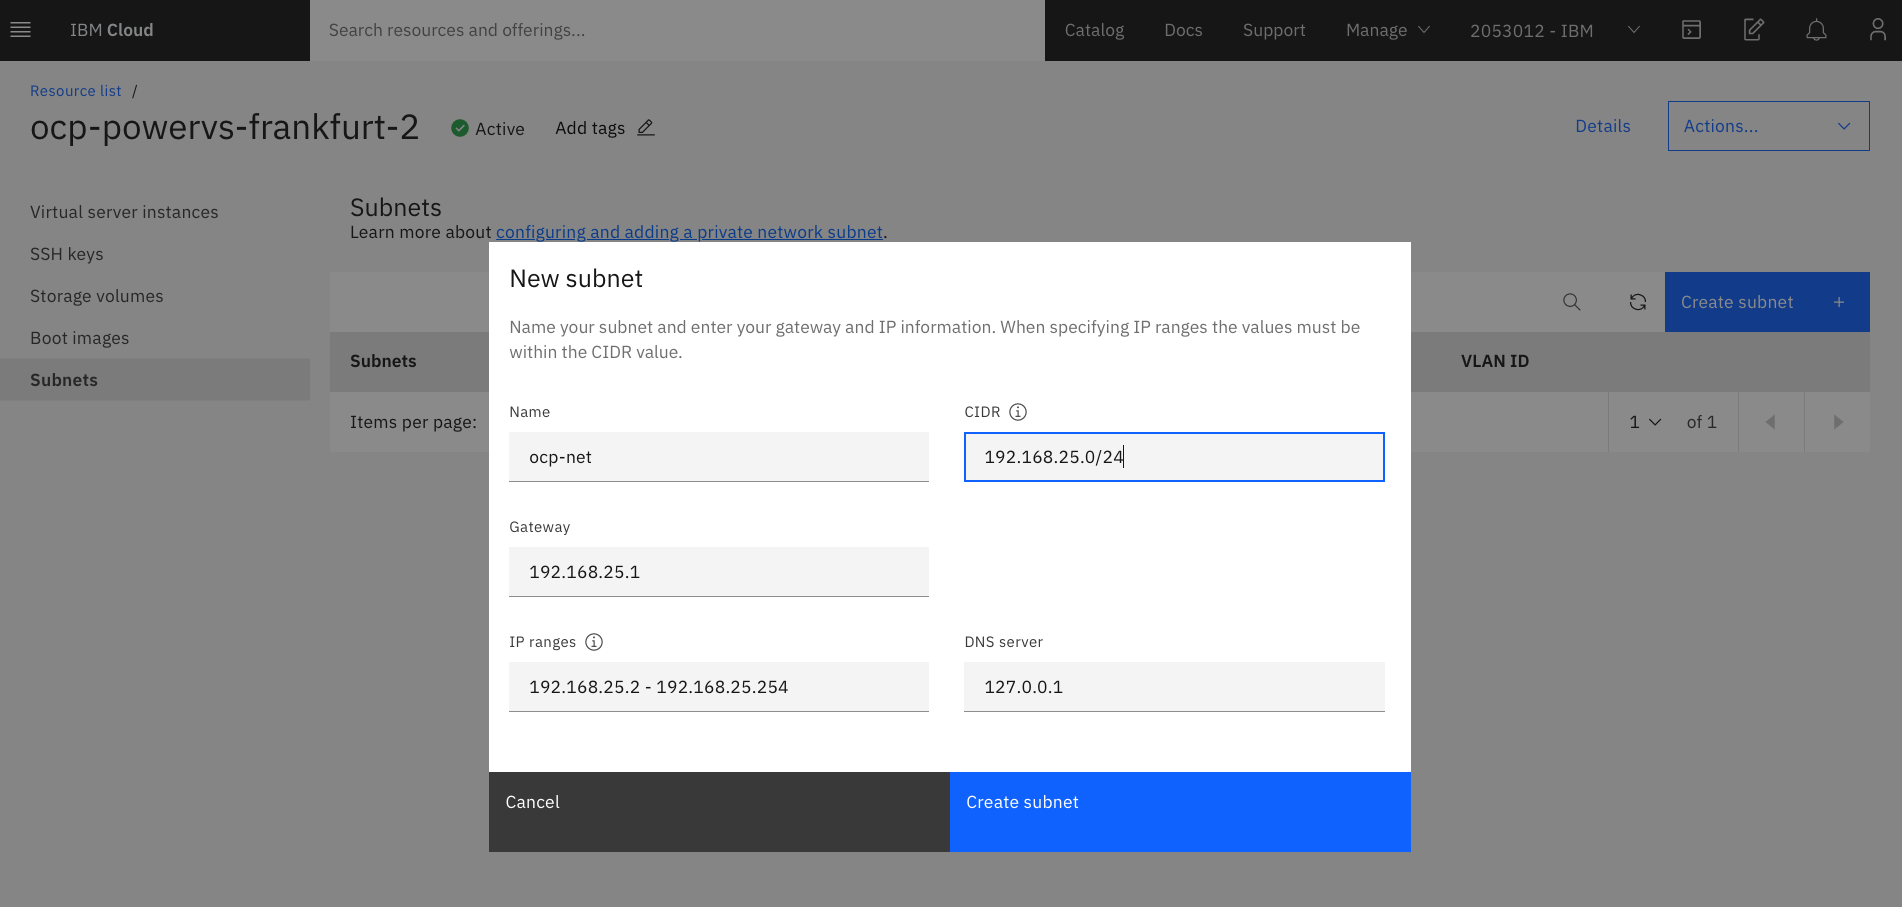 IBM Cloud
Search resources and offerings...
Catalog
Docs
Support
Manage
2053012 - IBM
Resource list /
ocp-powervs-frankfurt-2
Active
Add tags
Details
Actions...
Virtual server instances
SSH keys
Storage volumes
Boot images
Subnets
Subnets
Learn more about configuring and adding a private network subnet.
Create subnet +
Subnets
VLAN ID
Items per page:
1
of 1
New subnet
Name your subnet and enter your gateway and IP information. When specifying IP ranges the values must be
within the CIDR value.
Name
CIDR
ocp-net
192.168.25.0/24
Gateway
192.168.25.1
IP ranges
DNS server
192.168.25.2 - 192.168.25.254
127.0.0.1
Cancel
Create subnet